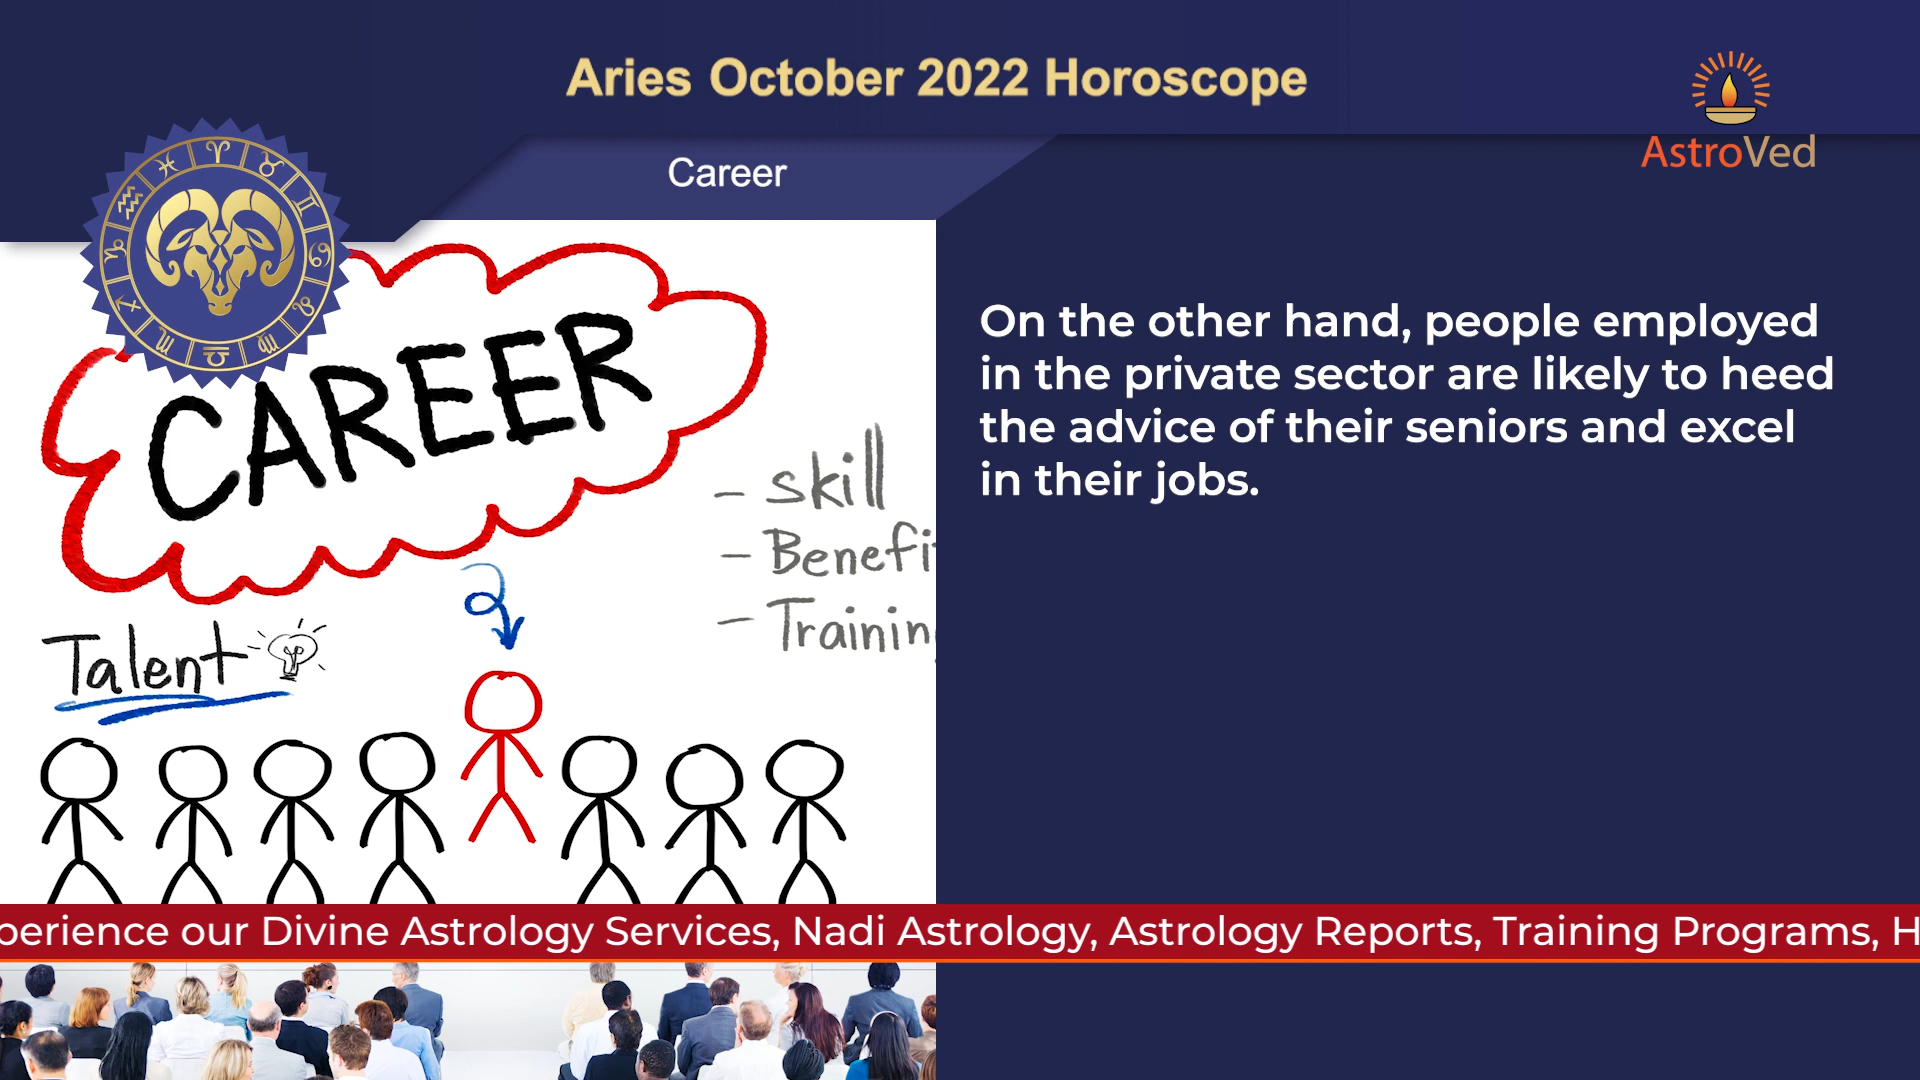 Aries October 2022 Horoscope
AstroVed
Career
CAREER
On the other hand, people employed
in the private sector are likely to heed
the advice of their seniors and excel
in their jobs.
- Skill
- Benefi
- Trainin
Talent
perience our Divine Astrology Services, Nadi Astrology, Astrology Reports, Training Programs, H